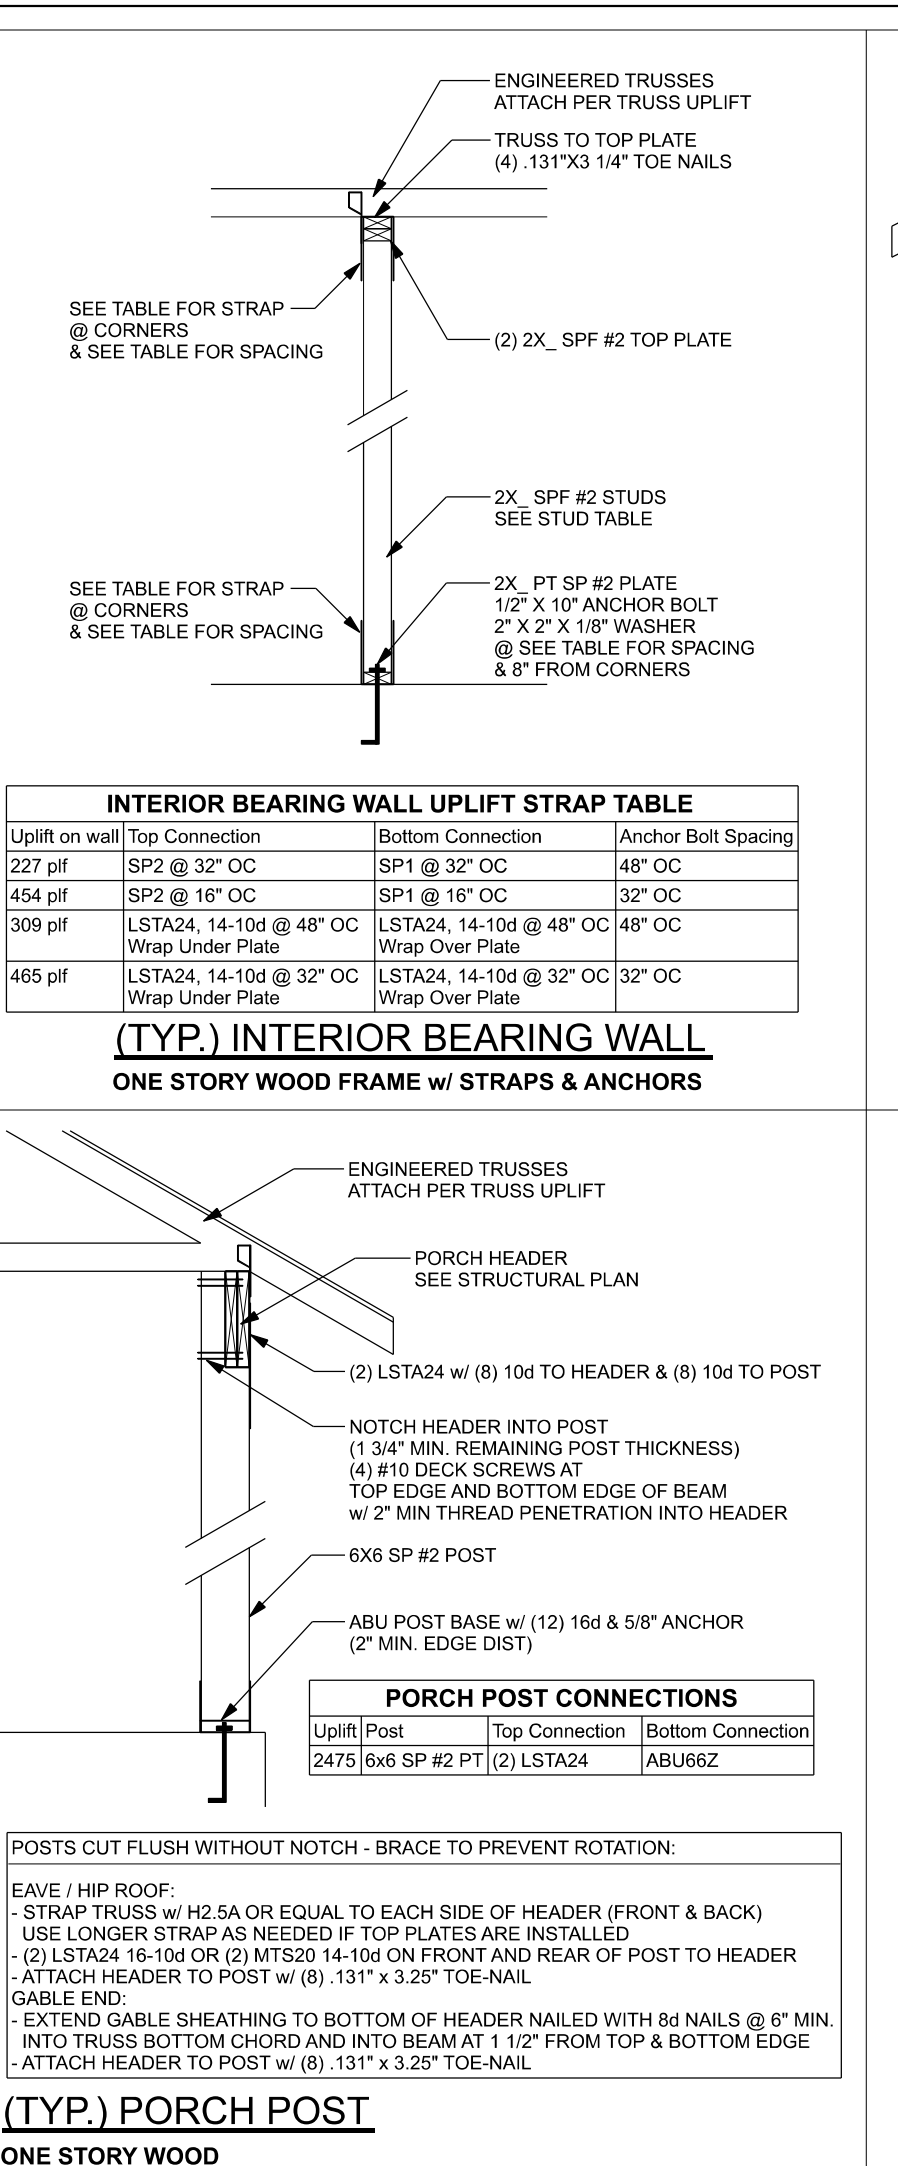 ENGINEERED TRUSSES
ATTACH PER TRUSS UPLIFT
TRUSS TO TOP PLATE
(4) .131"X3 1/4" TOE NAILS
SEE TABLE FOR STRAP
@ CORNERS
& SEE TABLE FOR SPACING
(2) 2X_ SPF #2 TOP PLATE
2X_ SPF #2 STUDS
SEE STUD TABLE
SEE TABLE FOR STRAP
@ CORNERS
& SEE TABLE FOR SPACING
2X_ PT SP #2 PLATE
1/2" X 10" ANCHOR BOLT
2" X 2" X 1/8" WASHER
@ SEE TABLE FOR SPACING
& 8" FROM CORNERS
INTERIOR BEARING WALL UPLIFT STRAP TABLE
Uplift on wall Top Connection Bottom Connection Anchor Bolt Spacing
227 plf SP2 @ 32" OC SP1 @ 32" OC 48" OC
454 plf SP2 @ 16" OC SP1 @ 16" OC 32" OC
309 plf LSTA24, 14-10d @ 48" OC LSTA24, 14-10d @ 48" OC 48" OC
Wrap Under Plate Wrap Over Plate
465 plf LSTA24, 14-10d @ 32" OC LSTA24, 14-10d @ 32" OC 32" OC
Wrap Under Plate Wrap Over Plate
(TYP.) INTERIOR BEARING WALL
ONE STORY WOOD FRAME w/ STRAPS & ANCHORS
ENGINEERED TRUSSES
ATTACH PER TRUSS UPLIFT
PORCH HEADER
SEE STRUCTURAL PLAN
(2) LSTA24 w/ (8) 10d TO HEADER & (8) 10d TO POST
NOTCH HEADER INTO POST
(1 3/4" MIN. REMAINING POST THICKNESS)
(4) #10 DECK SCREWS AT
TOP EDGE AND BOTTOM EDGE OF BEAM
w/ 2" MIN THREAD PENETRATION INTO HEADER
6X6 SP #2 POST
ABU POST BASE w/ (12) 16d & 5/8" ANCHOR
(2" MIN. EDGE DIST)
PORCH POST CONNECTIONS
Uplift Post Top Connection Bottom Connection
2475 6x6 SP #2 PT (2) LSTA24 ABU66Z
POSTS CUT FLUSH WITHOUT NOTCH - BRACE TO PREVENT ROTATION:
EAVE / HIP ROOF:
- STRAP TRUSS w/ H2.5A OR EQUAL TO EACH SIDE OF HEADER (FRONT & BACK)
USE LONGER STRAP AS NEEDED IF TOP PLATES ARE INSTALLED
- (2) LSTA24 16-10d OR (2) MTS20 14-10d ON FRONT AND REAR OF POST TO HEADER
- ATTACH HEADER TO POST w/ (8) .131" x 3.25" TOE-NAIL
GABLE END:
- EXTEND GABLE SHEATHING TO BOTTOM OF HEADER NAILED WITH 8d NAILS @ 6" MIN.
INTO TRUSS BOTTOM CHORD AND INTO BEAM AT 1 1/2" FROM TOP & BOTTOM EDGE
- ATTACH HEADER TO POST w/ (8) .131" x 3.25" TOE-NAIL
(TYP.) PORCH POST
ONE STORY WOOD